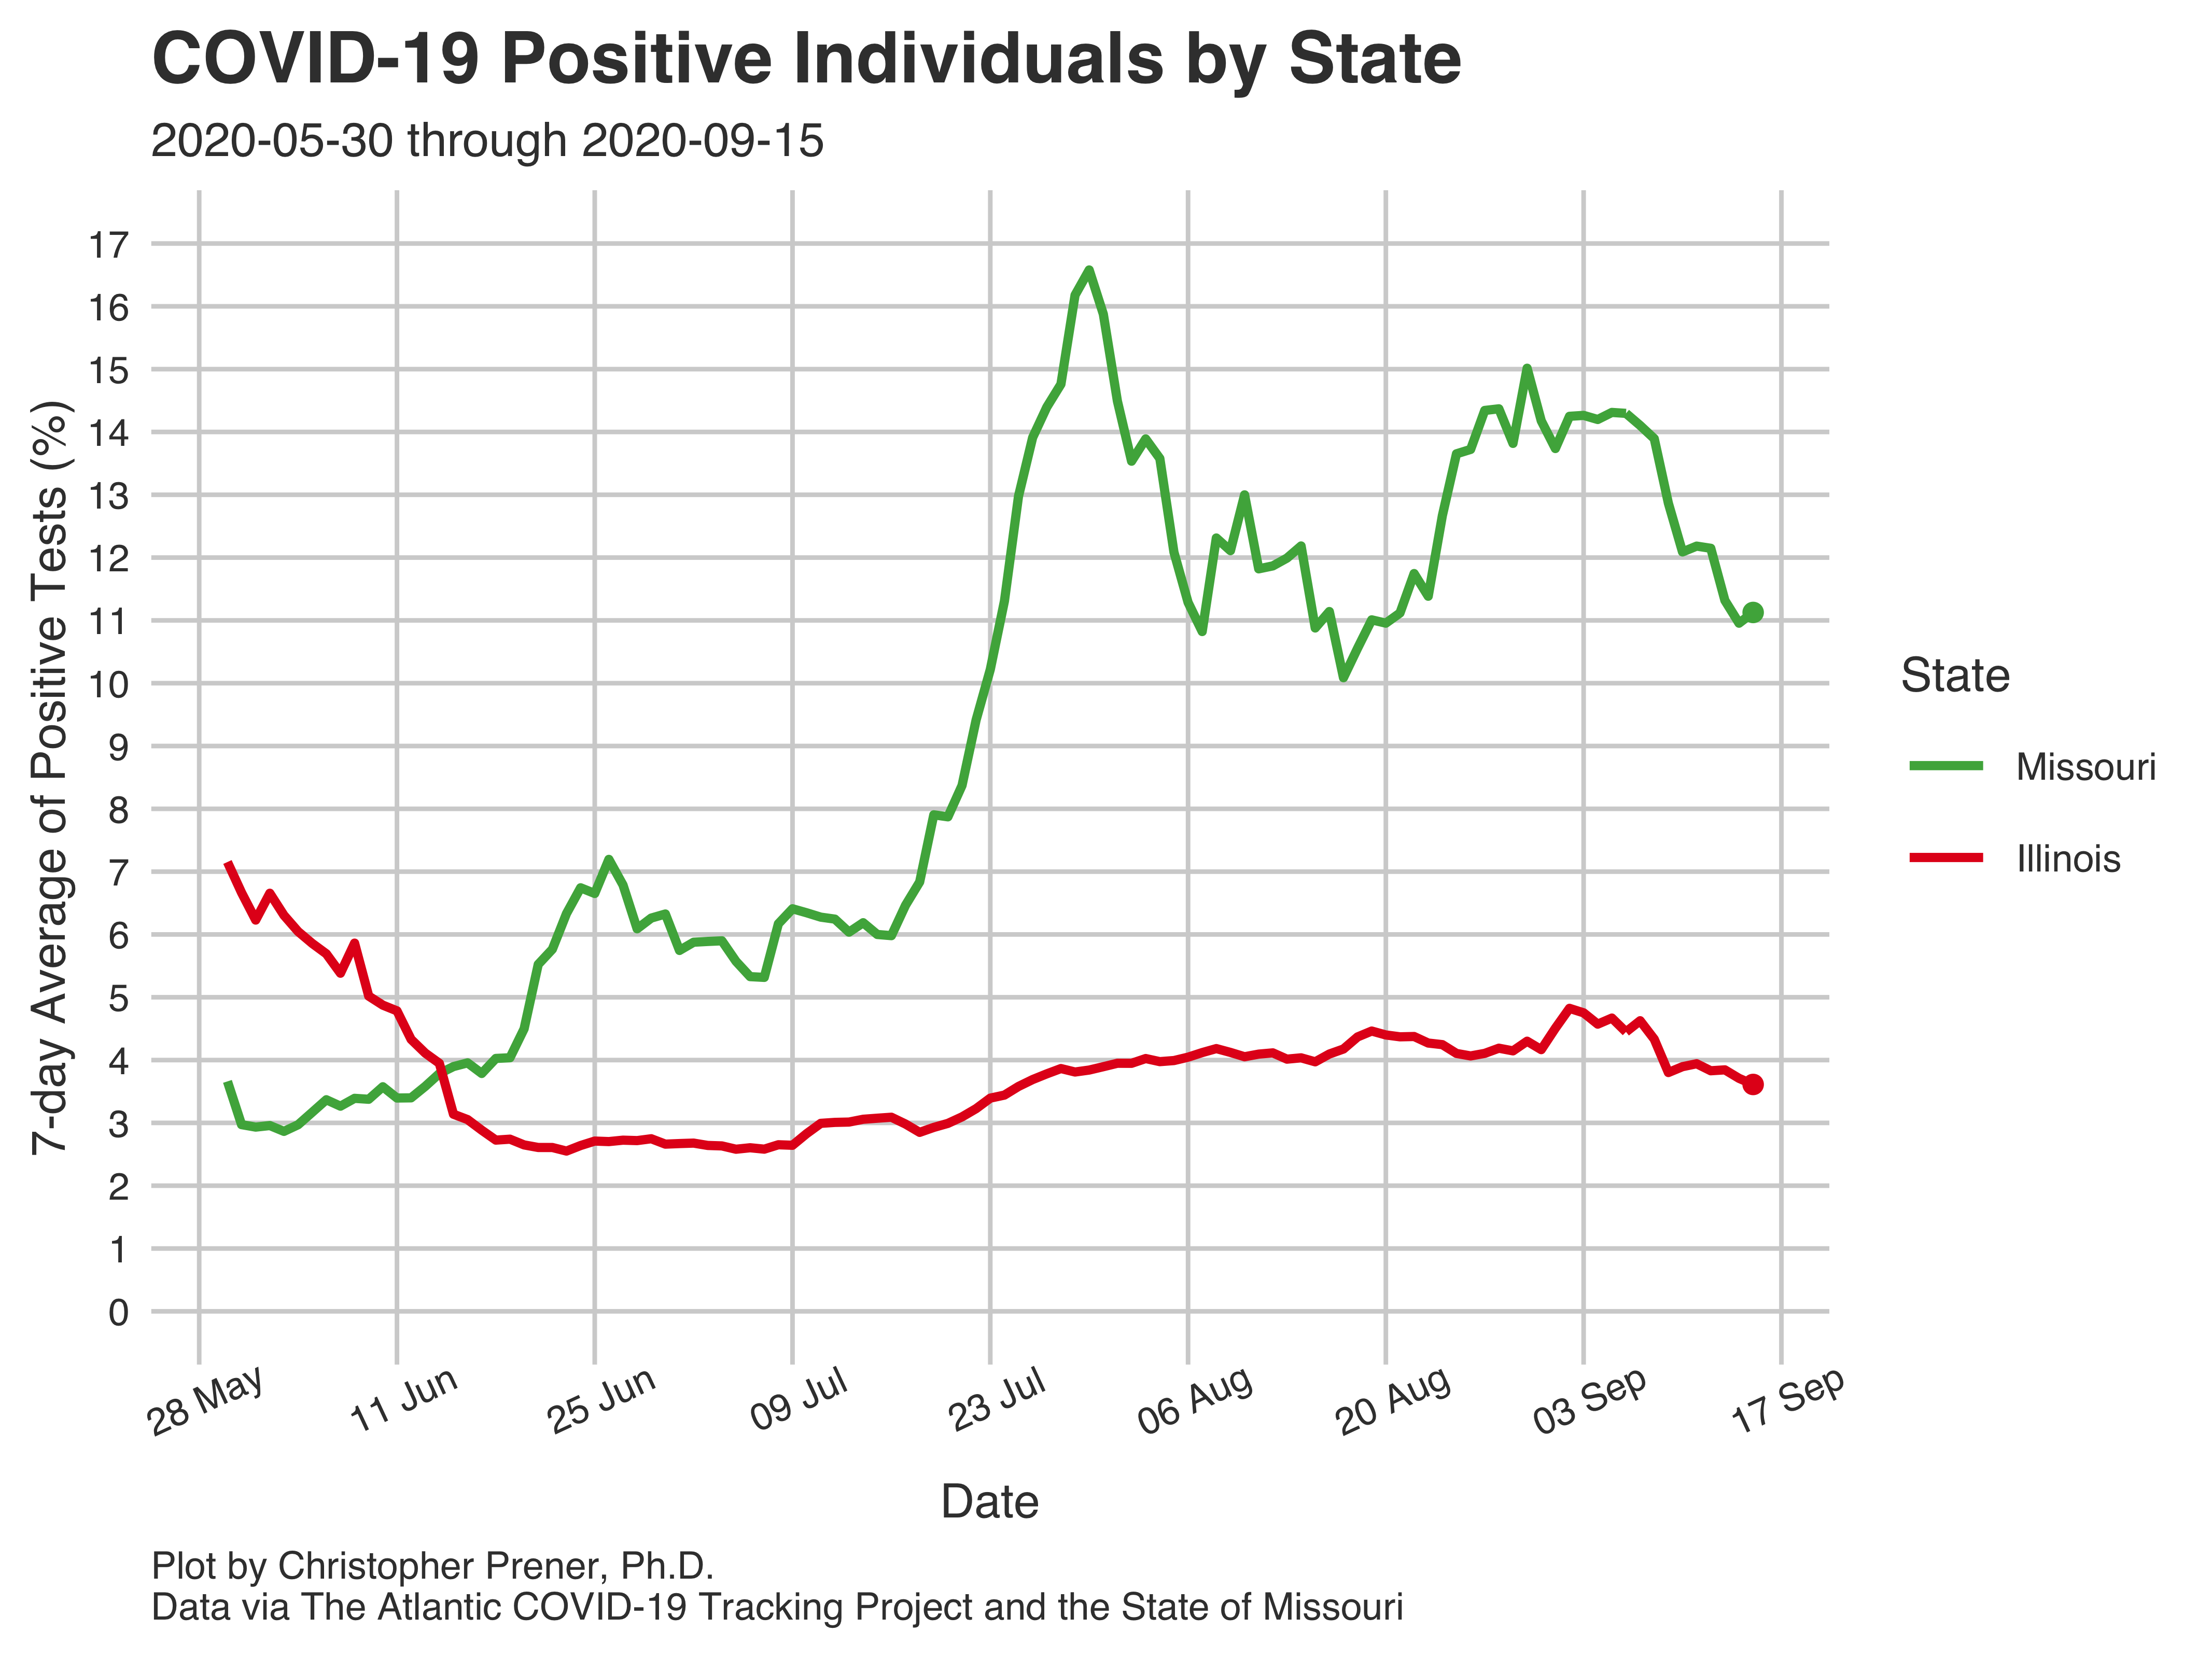 COVID-19 Positive Individuals by State
2020-05-30 through 2020-09-15
7-day Average of Positive Tests (%)
17
16
15
14
13
12
11
10
9
8
7
6
5
4
3
2
1
0
28 May
11 Jun
25 Jun
09 Jul
23 Jul
06 Aug
20 Aug
03 Sep
17 Sep
Date
State
Missouri
Illinois
Plot by Christopher Prener, Ph.D.
Data via The Atlantic COVID-19 Tracking Project and the State of Missouri